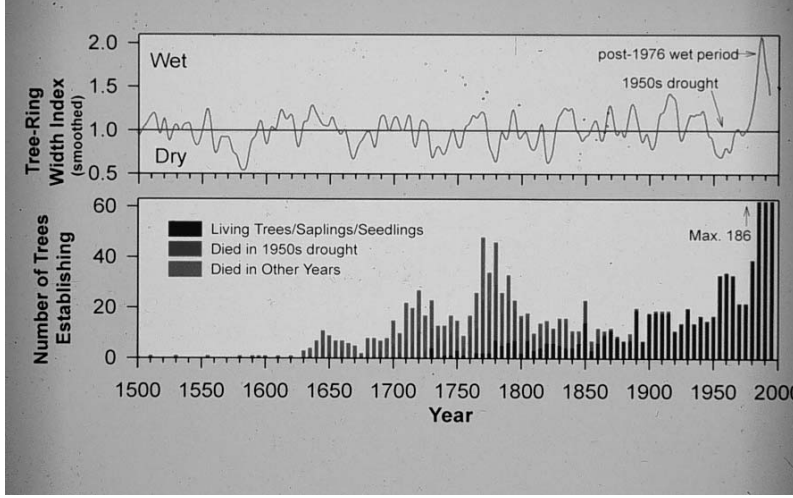 2.0
1.5
1.0
0.5
Tree-Ring
Width Index
(smoothed)
Wet
Dry
post-1976 wet period
1950s drought
60
40
20
0
Number of Trees
Establishing
Living Trees/Saplings/Seedlings
Died in 1950s drought
Died in Other Years
Max. 186
1500 1550 1600 1650 1700 1750 1800 1850 1900 1950 2000
Year